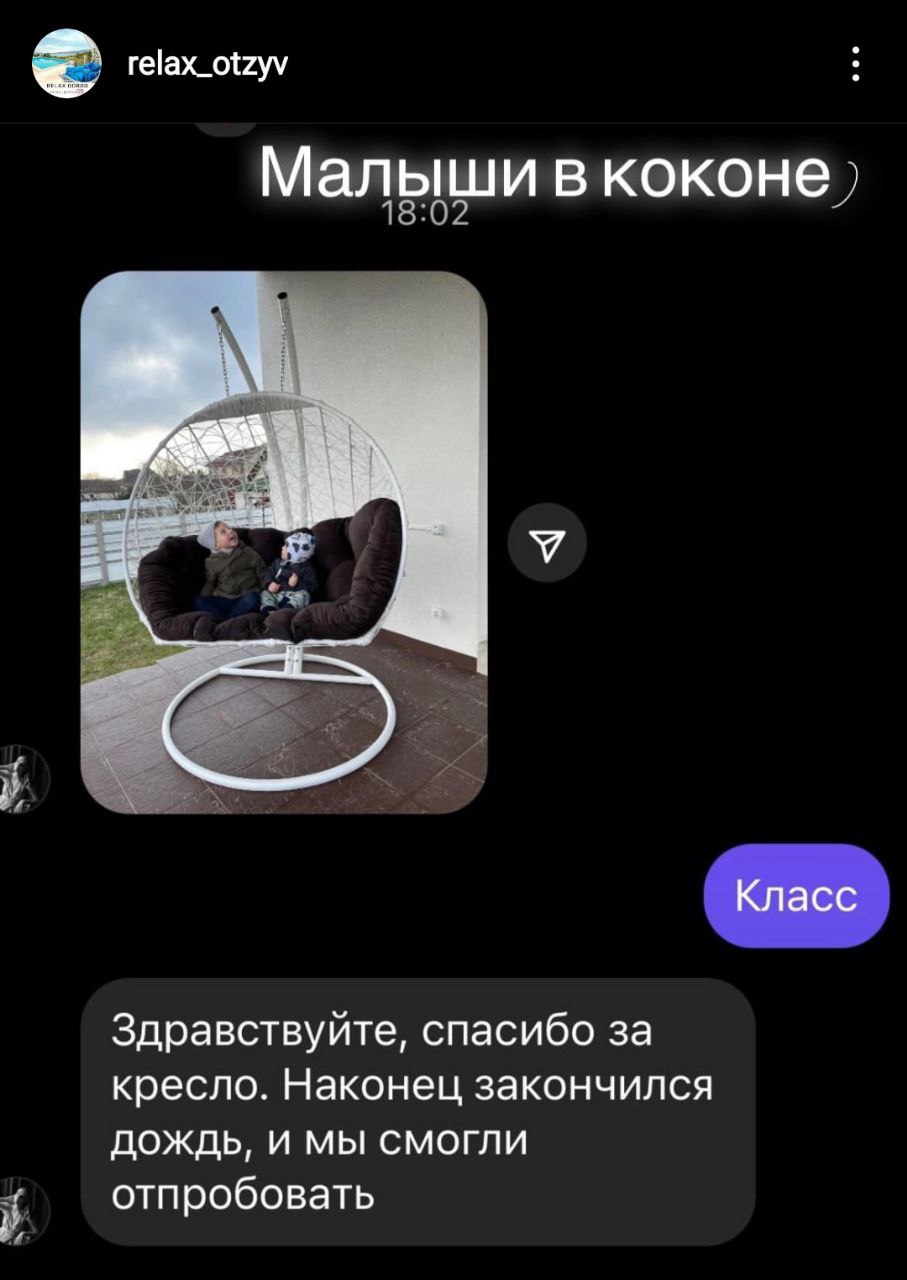 relax_otzyv
Малыши в коконе)
18:02
Класс
Здравствуйте, спасибо за
кресло. Наконец закончился
дождь, и мы смогли
отпробовать